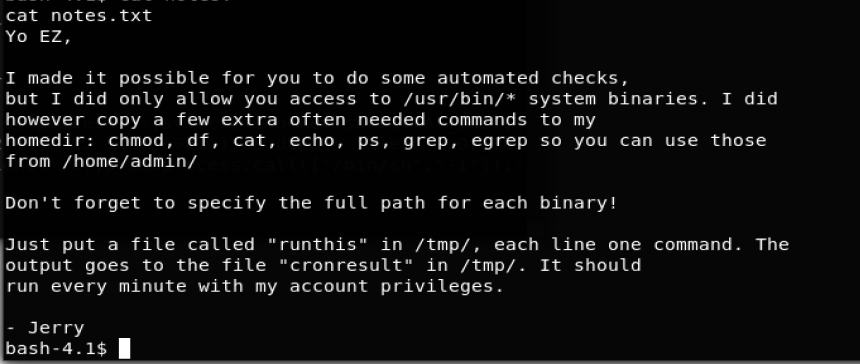 cat notes.txt
Yo EZ,
I made it possible for you to do some automated checks,
but I did only allow you access to /usr/bin/* system binaries. I did
however copy a few extra often needed commands to my
homedir: chmod, df, cat, echo, ps, grep, egrep so you can use those
from /home/admin/
Don't forget to specify the full path for each binary!
Just put a file called "runthis" in /tmp/, each line one command. The
output goes to the file "cronresult" in /tmp/. It should
run every minute with my account privileges.
- Jerry
bash-4.1$